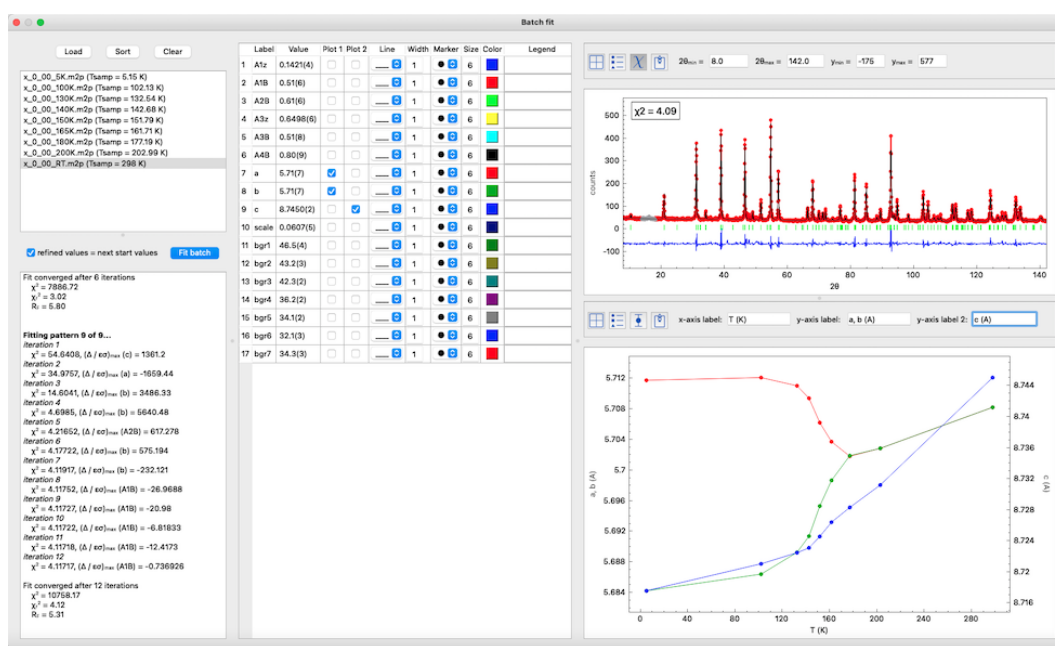 Batch fit
Load Sort Clear
x_0_00_5K.m2p (Tsamp = 5.15 K)
x_0_00_100K.m2p (Tsamp = 102.13 K)
x_0_00_130K.m2p (Tsamp = 132.54 K)
x_0_00_140K.m2p (Tsamp = 142.68 K)
x_0_00_150K.m2p (Tsamp = 151.79 K)
x_0_00_165K.m2p (Tsamp = 161.71 K)
x_0_00_180K.m2p (Tsamp = 177.19 K)
x_0_00_200K.m2p (Tsamp = 202.99 K)
x_0_00_RT.m2p (Tsamp = 298 K)
refined values = next start values Fit batch
Fit converged after 6 iterations
χ² = 7886.72
χᵣ² = 3.02
= 5.80
Fitting pattern 9 of 9...
iteration 1
χ² = 54.6408, (Δ / εσ)max (c) = 1361.2
iteration 2
χ² = 34.9757, (Δ / εσ)max (a) = -1659.44
iteration 3
χ² = 14.6041, (Δ / εσ)max (b) = 3486.33
iteration 4
χ² = 4.6985, (Δ / εσ)max (b) = 5640.48
iteration 5
χ² = 4.21652, (Δ / εσ)max (A2B) = 617.278
iteration 6
χ² = 4.17722, (Δ / εσ)max (b) = 575.194
iteration 7
χ² = 4.11917, (Δ / εσ)max (b) = -232.121
iteration 8
χ² = 4.11752, (Δ / εσ)max (A1B) = -26.9688
iteration 9
χ² = 4.11727, (Δ / εσ)max (A1B) = -20.98
iteration 10
χ² = 4.11722, (Δ / εσ)max (A1B) = -6.81833
iteration 11
χ² = 4.11718, (Δ / εσ)max (A1B) = -12.4173
iteration 12
χ² = 4.11717, (Δ / εσ)max (A1B) = -0.736926
Fit converged after 12 iterations
χ² = 10758.17
χᵣ² = 4.12
= 5.31
Label Value Plot 1 Plot 2 Line Width Marker Size Color Legend
1 A1z 0.1421(4) 1 6
2 A1B 0.51(6) 1 6
3 A2B 0.61(6) 1 6
4 A3z 0.6498(6) 1 6
5 A3B 0.51(8) 1 6
6 A4B 0.80(9) 1 6
7 a 5.71(7) 1 6
8 b 5.71(7) 1 6
9 c 8.7450(2) 1 6
10 scale 0.0607(5) 1 6
11 bgr1 46.5(4) 1 6
12 bgr2 43.2(3) 1 6
13 bgr3 42.3(2) 1 6
14 bgr4 36.2(2) 1 6
15 bgr5 34.1(2) 1 6
16 bgr6 32.1(3) 1 6
17 bgr7 34.3(3) 1 6
χ 2θmin = 8.0 2θmax = 142.0 ymin = -175 ymax = 577
χ2 = 4.09
500
400
300
200
100
0
-100
counts
20 40 60 80 100 120 140
2θ
x-axis label: T (K) y-axis label: a, b (A) y-axis label 2: c (A)
5.712
5.708
5.704
5.7
5.696
5.692
5.688
5.684
a, b (A)
8.744
8.74
8.736
8.732
8.728
8.724
8.72
8.716
c (A)
0 40 80 120 160 200 240 280
T (K)